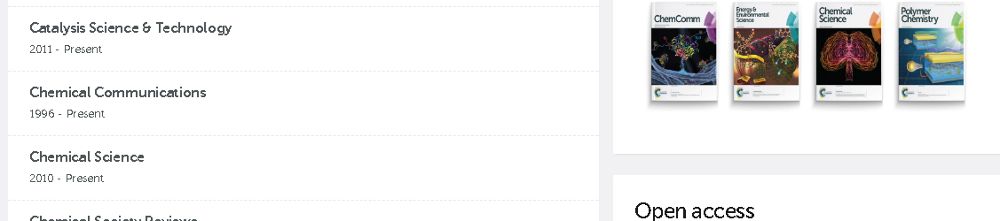 Catalysis Science & Technology
2011 - Present
Chemical Communications
1996 - Present
Chemical Science
2010 - Present
Chemical Society Reviews
ChemComm
Energy &
Environmental
Science
Chemical
Science
Polymer
Chemistry
Open access